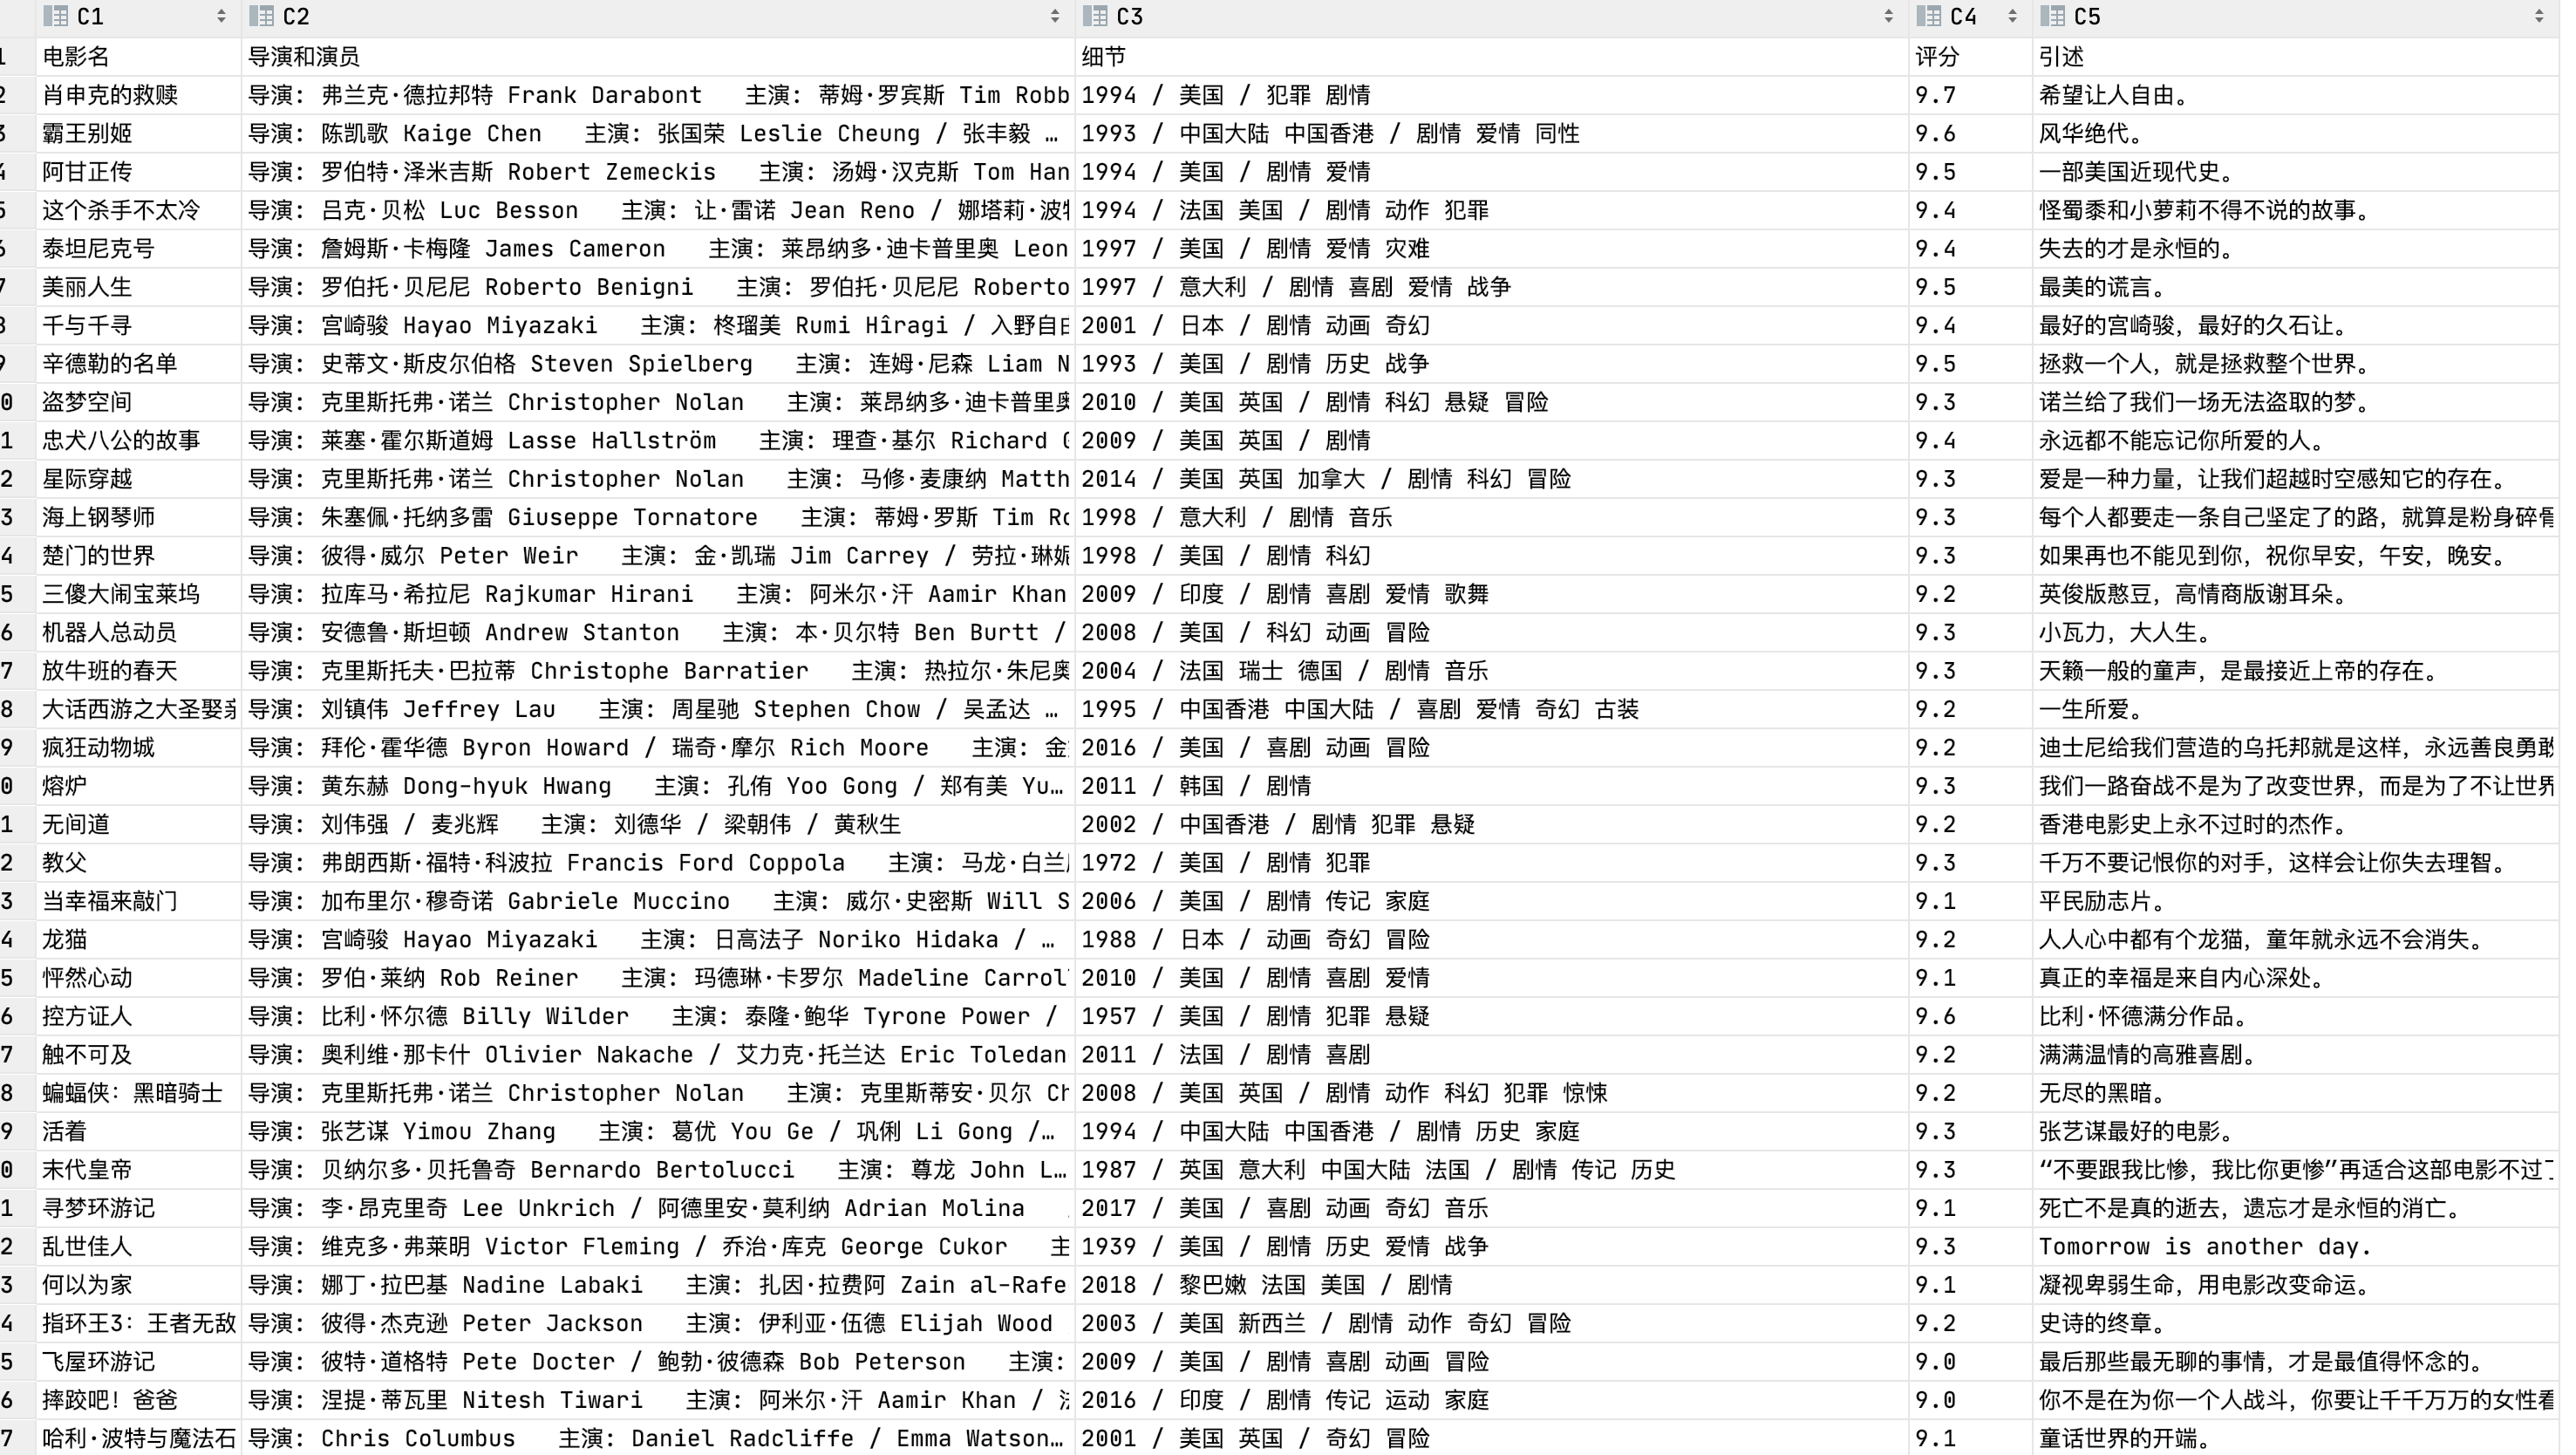 C1 C2 C3 C4 C5
1 电影名 导演和演员 细节 评分 引述
2 肖申克的救赎 导演: 弗兰克·德拉邦特 Frank Darabont 主演: 蒂姆·罗宾斯 Tim Robb 1994 / 美国 / 犯罪 剧情 9.7 希望让人自由。
3 霸王别姬 导演: 陈凯歌 Kaige Chen 主演: 张国荣 Leslie Cheung / 张丰毅 … 1993 / 中国大陆 中国香港 / 剧情 爱情 同性 9.6 风华绝代。
4 阿甘正传 导演: 罗伯特·泽米吉斯 Robert Zemeckis 主演: 汤姆·汉克斯 Tom Han 1994 / 美国 / 剧情 爱情 9.5 一部美国近现代史。
5 这个杀手不太冷 导演: 吕克·贝松 Luc Besson 主演: 让·雷诺 Jean Reno / 娜塔莉·波 1994 / 法国 美国 / 剧情 动作 犯罪 9.4 怪蜀黍和小萝莉不得不说的故事。
6 泰坦尼克号 导演: 詹姆斯·卡梅隆 James Cameron 主演: 莱昂纳多·迪卡普里奥 Leon 1997 / 美国 / 剧情 爱情 灾难 9.4 失去的才是永恒的。
7 美丽人生 导演: 罗伯托·贝尼尼 Roberto Benigni 主演: 罗伯托·贝尼尼 Roberto 1997 / 意大利 / 剧情 喜剧 爱情 战争 9.5 最美的谎言。
8 千与千寻 导演: 宫崎骏 Hayao Miyazaki 主演: 柊瑠美 Rumi Hîragi / 入野自由 2001 / 日本 / 剧情 动画 奇幻 9.4 最好的宫崎骏，最好的久石让。
9 辛德勒的名单 导演: 史蒂文·斯皮尔伯格 Steven Spielberg 主演: 连姆·尼森 Liam N 1993 / 美国 / 剧情 历史 战争 9.5 拯救一个人，就是拯救整个世界。
0 盗梦空间 导演: 克里斯托弗·诺兰 Christopher Nolan 主演: 莱昂纳多·迪卡普里奥 2010 / 美国 英国 / 剧情 科幻 悬疑 冒险 9.3 诺兰给了我们一场无法盗取的梦。
1 忠犬八公的故事 导演: 莱塞·霍尔斯道姆 Lasse Hallström 主演: 理查·基尔 Richard 2009 / 美国 英国 / 剧情 9.4 永远都不能忘记你所爱的人。
2 星际穿越 导演: 克里斯托弗·诺兰 Christopher Nolan 主演: 马修·麦康纳 Matth 2014 / 美国 英国 加拿大 / 剧情 科幻 冒险 9.3 爱是一种力量，让我们超越时空感知它的存在。
3 海上钢琴师 导演: 朱塞佩·托纳多雷 Giuseppe Tornatore 主演: 蒂姆·罗斯 Tim Ro 1998 / 意大利 / 剧情 音乐 9.3 每个人都要走一条自己坚定了的路，就算是粉身碎骨
4 楚门的世界 导演: 彼得·威尔 Peter Weir 主演: 金·凯瑞 Jim Carrey / 劳拉·琳妮 1998 / 美国 / 剧情 科幻 9.3 如果再也不能见到你，祝你早安，午安，晚安。
5 三傻大闹宝莱坞 导演: 拉库马·希拉尼 Rajkumar Hirani 主演: 阿米尔·汗 Aamir Khan 2009 / 印度 / 剧情 喜剧 爱情 歌舞 9.2 英俊版憨豆，高情商版谢耳朵。
6 机器人总动员 导演: 安德鲁·斯坦顿 Andrew Stanton 主演: 本·贝尔特 Ben Burtt / 2008 / 美国 / 科幻 动画 冒险 9.3 小瓦力，大人生。
7 放牛班的春天 导演: 克里斯托夫·巴拉蒂 Christophe Barratier 主演: 热拉尔·朱尼奥 2004 / 法国 瑞士 德国 / 剧情 音乐 9.3 天籁一般的童声，是最接近上帝的存在。
8 大话西游之大圣娶亲 导演: 刘镇伟 Jeffrey Lau 主演: 周星驰 Stephen Chow / 吴孟达 … 1995 / 中国香港 中国大陆 / 喜剧 爱情 奇幻 古装 9.2 一生所爱。
9 疯狂动物城 导演: 拜伦·霍华德 Byron Howard / 瑞奇·摩尔 Rich Moore 主演: 金 2016 / 美国 / 喜剧 动画 冒险 9.2 迪士尼给我们营造的乌托邦就是这样，永远善良勇敢
0 熔炉 导演: 黄东赫 Dong-hyuk Hwang 主演: 孔侑 Yoo Gong / 郑有美 Yu… 2011 / 韩国 / 剧情 9.3 我们一路奋战不是为了改变世界，而是为了不让世界
1 无间道 导演: 刘伟强 / 麦兆辉 主演: 刘德华 / 梁朝伟 / 黄秋生 2002 / 中国香港 / 剧情 犯罪 悬疑 9.2 香港电影史上永不过时的杰作。
2 教父 导演: 弗朗西斯·福特·科波拉 Francis Ford Coppola 主演: 马龙·白兰 1972 / 美国 / 剧情 犯罪 9.3 千万不要记恨你的对手，这样会让你失去理智。
3 当幸福来敲门 导演: 加布里尔·穆奇诺 Gabriele Muccino 主演: 威尔·史密斯 Will S 2006 / 美国 / 剧情 传记 家庭 9.1 平民励志片。
4 龙猫 导演: 宫崎骏 Hayao Miyazaki 主演: 日高法子 Noriko Hidaka / … 1988 / 日本 / 动画 奇幻 冒险 9.2 人人心中都有个龙猫，童年就永远不会消失。
5 怦然心动 导演: 罗伯·莱纳 Rob Reiner 主演: 玛德琳·卡罗尔 Madeline Carrol 2010 / 美国 / 剧情 喜剧 爱情 9.1 真正的幸福是来自内心深处。
6 控方证人 导演: 比利·怀尔德 Billy Wilder 主演: 泰隆·鲍华 Tyrone Power / 1957 / 美国 / 剧情 犯罪 悬疑 9.6 比利·怀德满分作品。
7 触不可及 导演: 奥利维·那卡什 Olivier Nakache / 艾力克·托兰达 Eric Toledan 2011 / 法国 / 剧情 喜剧 9.2 满满温情的高雅喜剧。
8 蝙蝠侠：黑暗骑士 导演: 克里斯托弗·诺兰 Christopher Nolan 主演: 克里斯蒂安·贝尔 Ch 2008 / 美国 英国 / 剧情 动作 科幻 犯罪 惊悚 9.2 无尽的黑暗。
9 活着 导演: 张艺谋 Yimou Zhang 主演: 葛优 You Ge / 巩俐 Li Gong /… 1994 / 中国大陆 中国香港 / 剧情 历史 家庭 9.3 张艺谋最好的电影。
0 末代皇帝 导演: 贝纳尔多·贝托鲁奇 Bernardo Bertolucci 主演: 尊龙 John L… 1987 / 英国 意大利 中国大陆 法国 / 剧情 传记 历史 9.3 “不要跟我比惨，我比你更惨”再适合这部电影不过了
1 寻梦环游记 导演: 李·昂克里奇 Lee Unkrich / 阿德里安·莫利纳 Adrian Molina 2017 / 美国 / 喜剧 动画 奇幻 音乐 9.1 死亡不是真的逝去，遗忘才是永恒的消亡。
2 乱世佳人 导演: 维克多·弗莱明 Victor Fleming / 乔治·库克 George Cukor 主 1939 / 美国 / 剧情 历史 爱情 战争 9.3 Tomorrow is another day.
3 何以为家 导演: 娜丁·拉巴基 Nadine Labaki 主演: 扎因·拉费阿 Zain al-Rafe 2018 / 黎巴嫩 法国 美国 / 剧情 9.1 凝视卑弱生命，用电影改变命运。
4 指环王3：王者无敌 导演: 彼得·杰克逊 Peter Jackson 主演: 伊利亚·伍德 Elijah Wood 2003 / 美国 新西兰 / 剧情 动作 奇幻 冒险 9.2 史诗的终章。
5 飞屋环游记 导演: 彼特·道格特 Pete Docter / 鲍勃·彼德森 Bob Peterson 主演: 2009 / 美国 / 剧情 喜剧 动画 冒险 9.0 最后那些最无聊的事情，才是最值得怀念的。
6 摔跤吧！爸爸 导演: 涅提·蒂瓦里 Nitesh Tiwari 主演: 阿米尔·汗 Aamir Khan / 2016 / 印度 / 剧情 传记 运动 家庭 9.0 你不是在为你一个人战斗，你要让千千万万的女性看
7 哈利·波特与魔法石 导演: Chris Columbus 主演: Daniel Radcliffe / Emma Watson… 2001 / 美国 英国 / 奇幻 冒险 9.1 童话世界的开端。